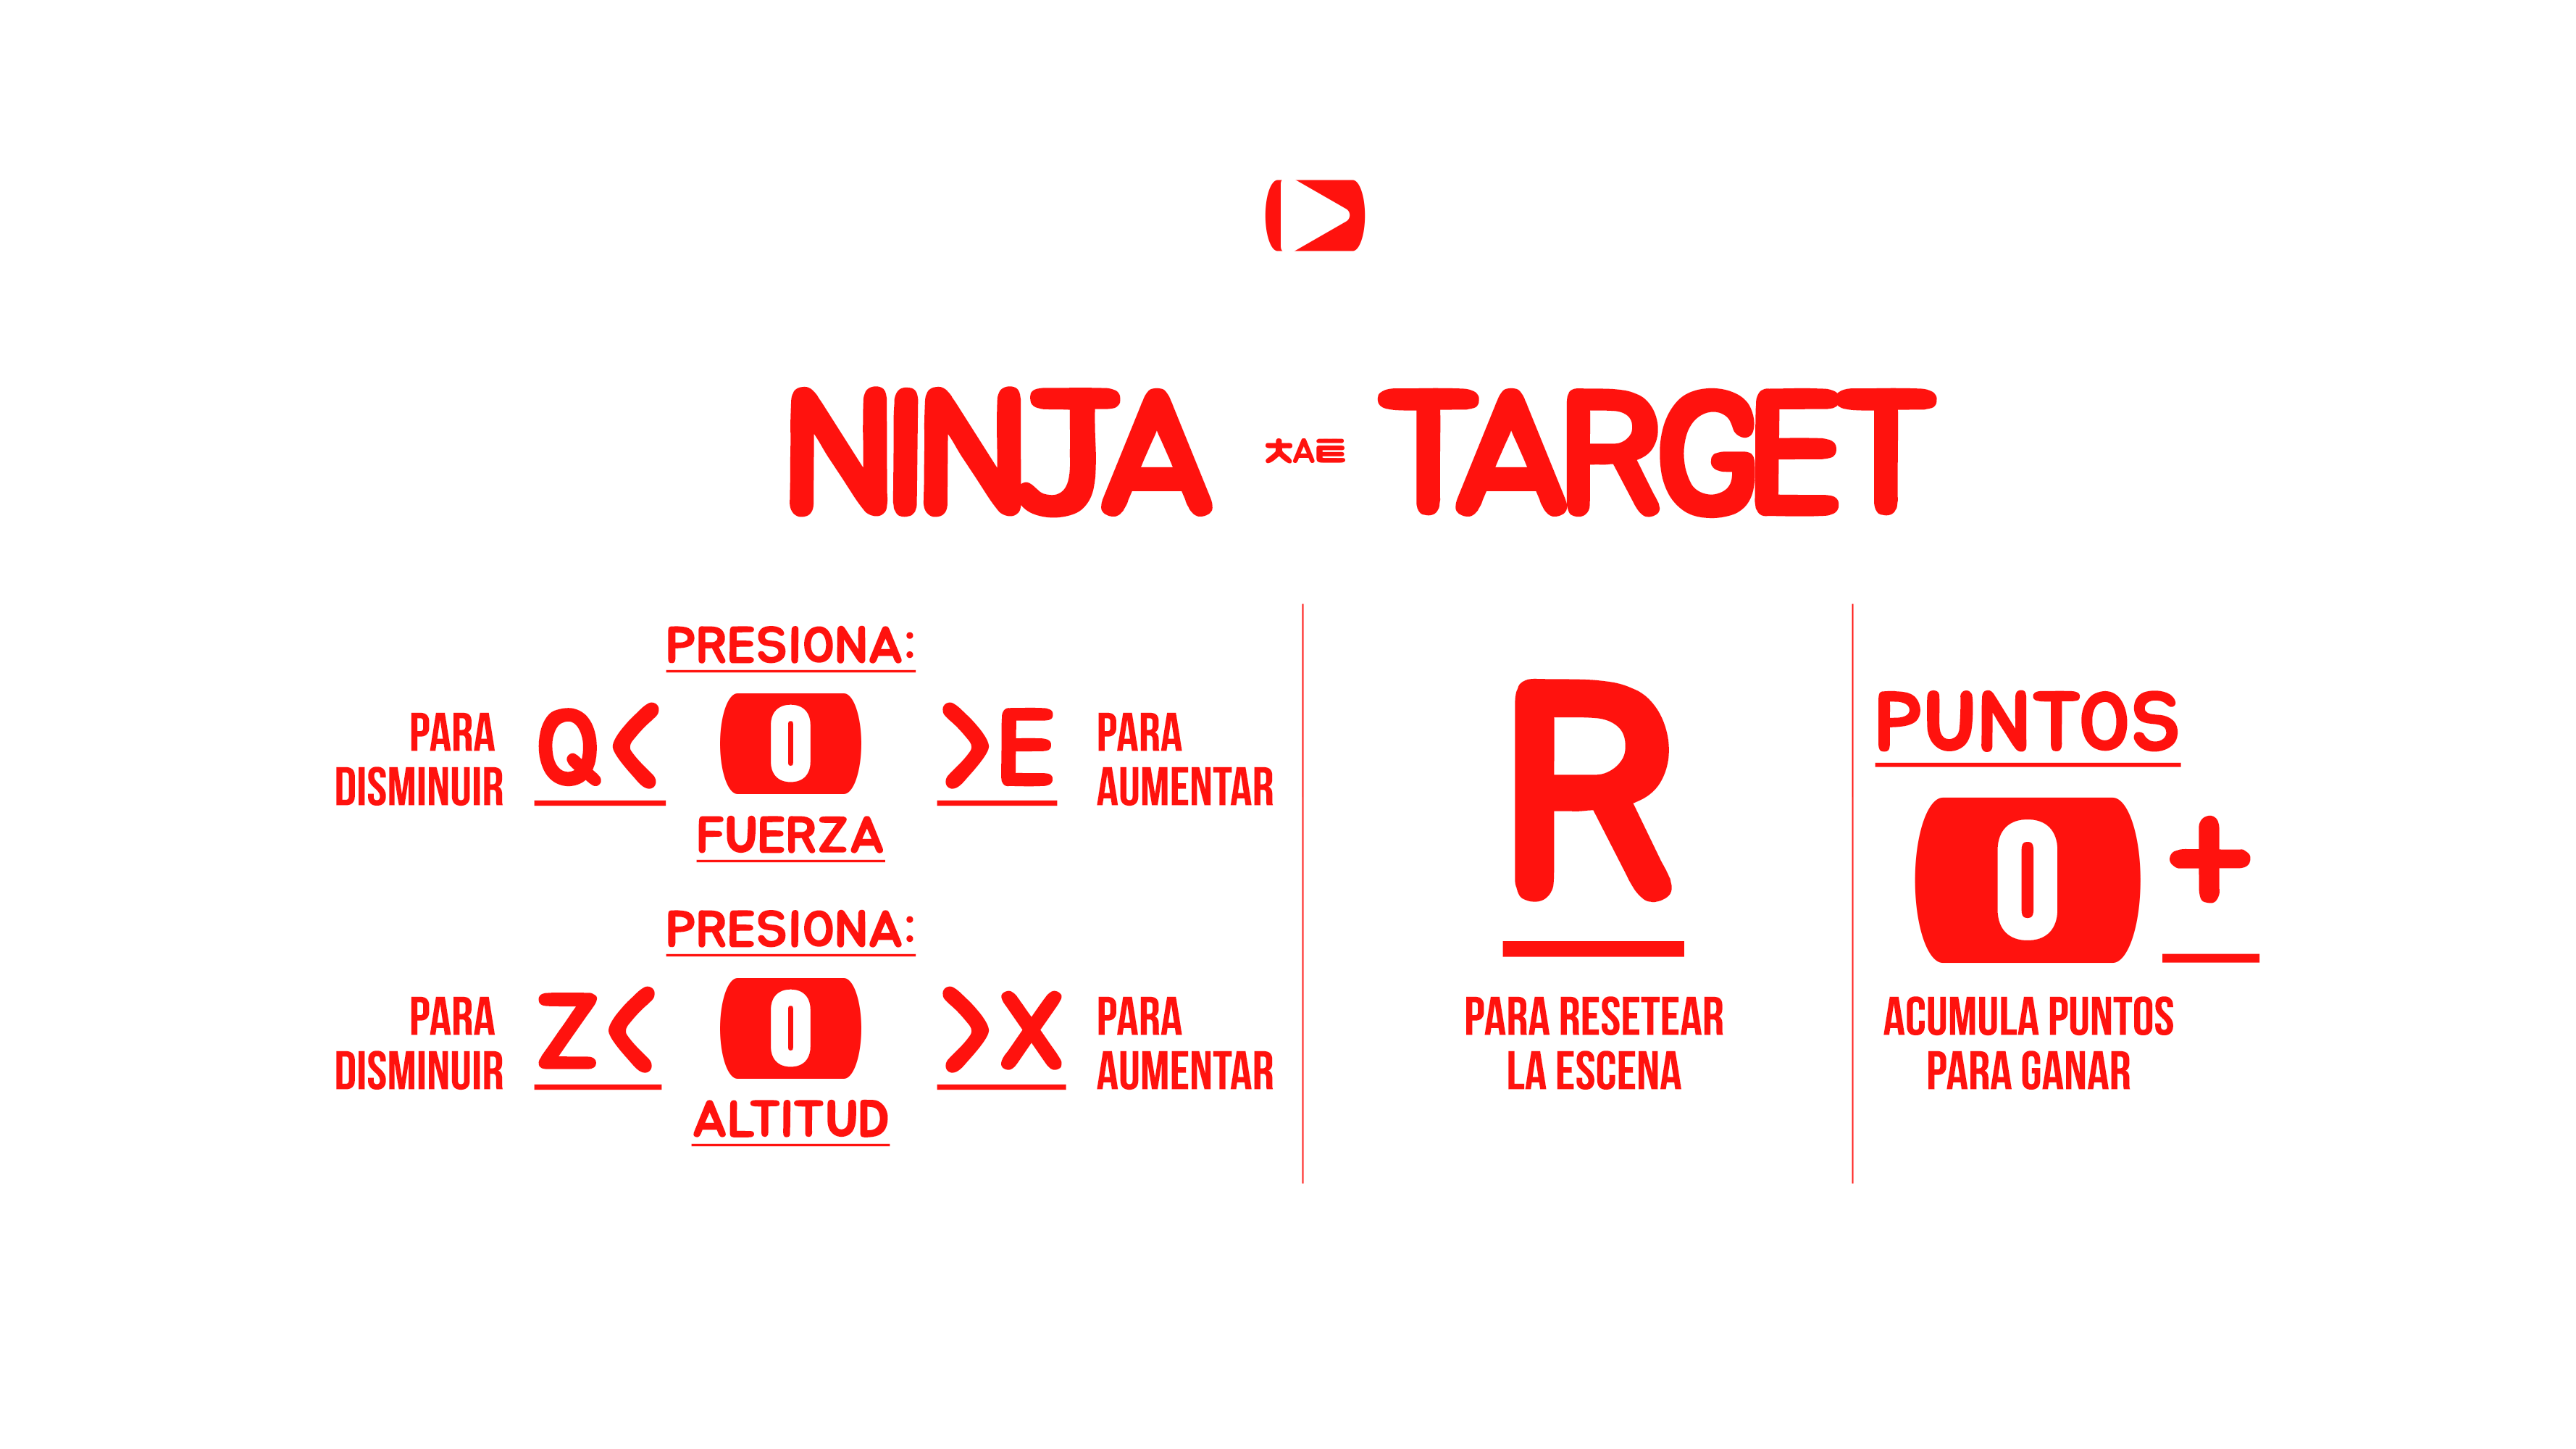 NINJA 大AE TARGET
PRESIONA:
PARA
DISMINUIR
Q<
0
>E
PARA
AUMENTAR
FUERZA
PRESIONA:
PARA
DISMINUIR
Z<
0
>X
PARA
AUMENTAR
ALTITUD
R
PARA RESETEAR
LA ESCENA
PUNTOS
0 +
ACUMULA PUNTOS
PARA GANAR